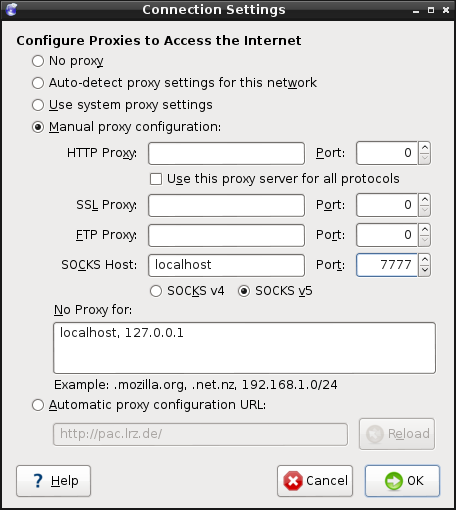 Connection Settings
Configure Proxies to Access the Internet
No proxy
Auto-detect proxy settings for this network
Use system proxy settings
Manual proxy configuration:
HTTP Proxy: Port: 0
Use this proxy server for all protocols
SSL Proxy: Port: 0
FTP Proxy: Port: 0
SOCKS Host: localhost Port: 7777
SOCKS v4 SOCKS v5
No Proxy for:
localhost, 127.0.0.1
Example: .mozilla.org, .net.nz, 192.168.1.0/24
Automatic proxy configuration URL:
http://pac.lrz.de/ Reload
? Help Cancel OK